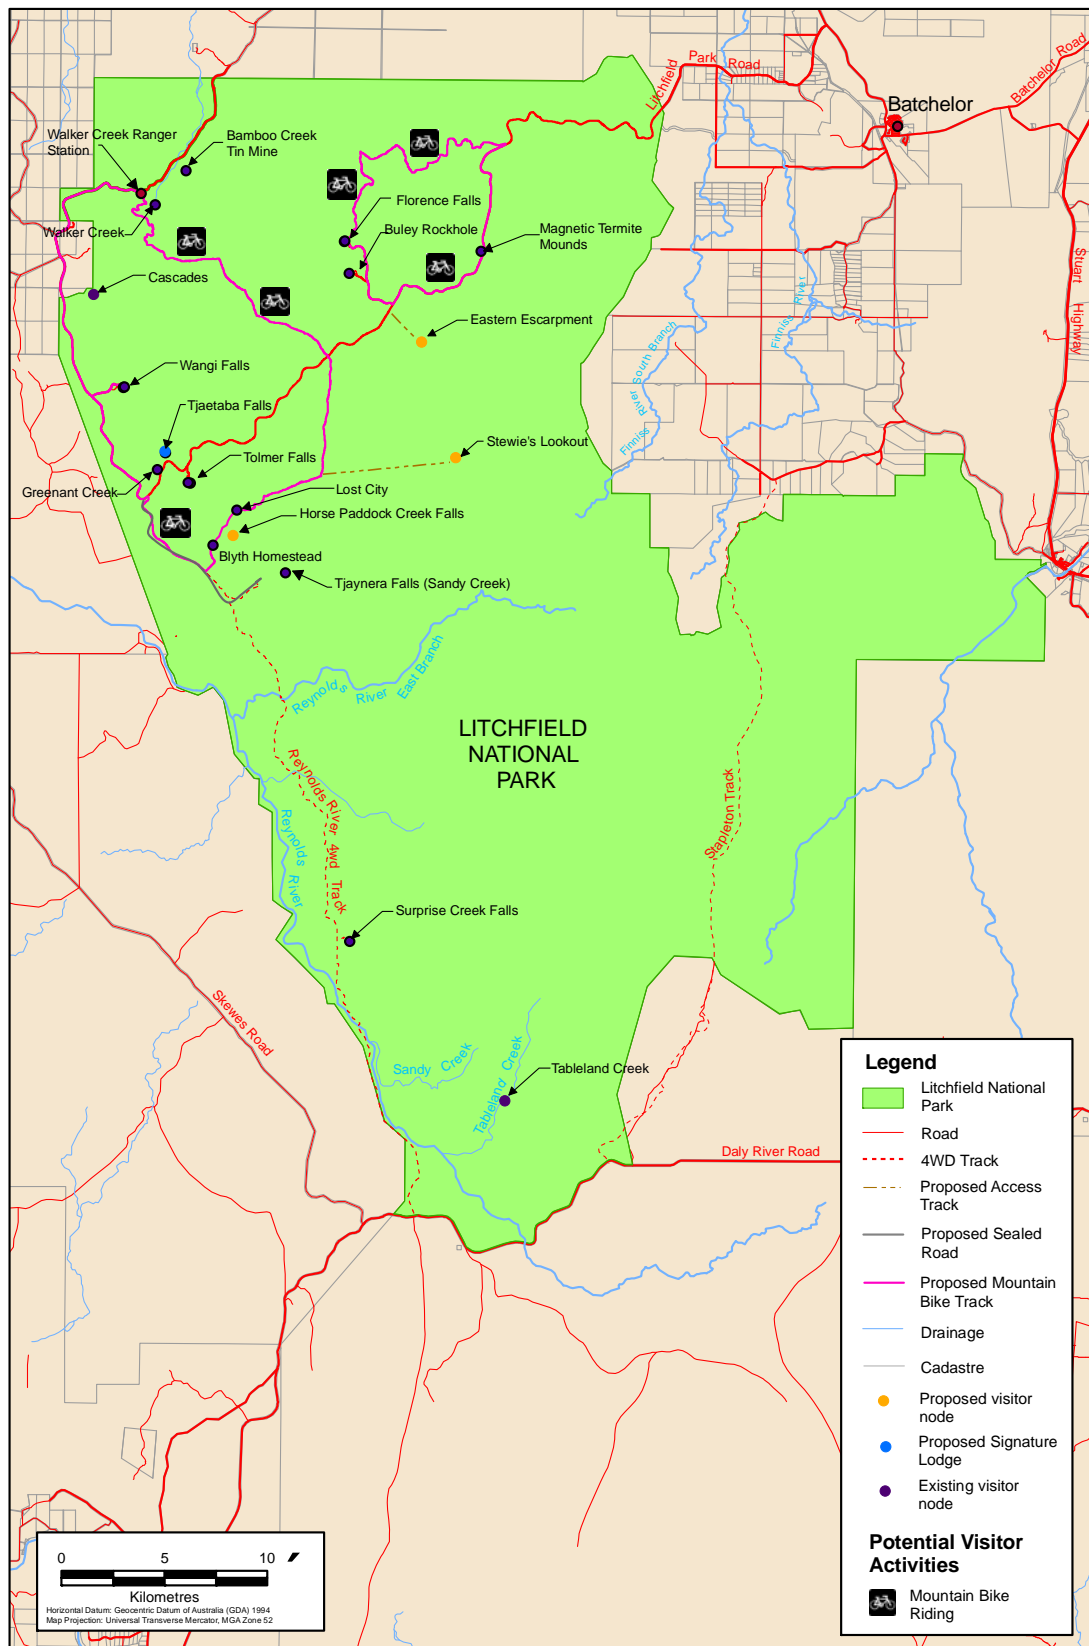 Litchfield Park Road
Batchelor Road
Batchelor
Walker Creek Ranger
Station
Bamboo Creek
Tin Mine
Florence Falls
Walker Creek
Buley Rockhole
Magnetic Termite
Mounds
Stuart Highway
Cascades
Finniss River
Finniss River South Branch
Eastern Escarpment
Wangi Falls
Tjaetaba Falls
Stewie's Lookout
Tolmer Falls
Greenant Creek
Lost City
Horse Paddock Creek Falls
Blyth Homestead
Tjaynera Falls (Sandy Creek)
Reynolds River East Branch
LITCHFIELD
NATIONAL
PARK
Reynolds River 4wd Track
Reynolds River
Stapleton Track
Surprise Creek Falls
Skewes Road
Sandy Creek
Tableland Creek
Tableland Creek
Daly River Road
Legend
Litchfield National
Park
Road
4WD Track
Proposed Access
Track
Proposed Sealed
Road
Proposed Mountain
Bike Track
Drainage
Cadastre
Proposed visitor
node
Proposed Signature
Lodge
Existing visitor
node
Potential Visitor
Activities
Mountain Bike
Riding
0 5 10
Kilometres
Horizontal Datum: Geocentric Datum of Australia (GDA) 1994
Map Projection: Universal Transverse Mercator, MGA Zone 52